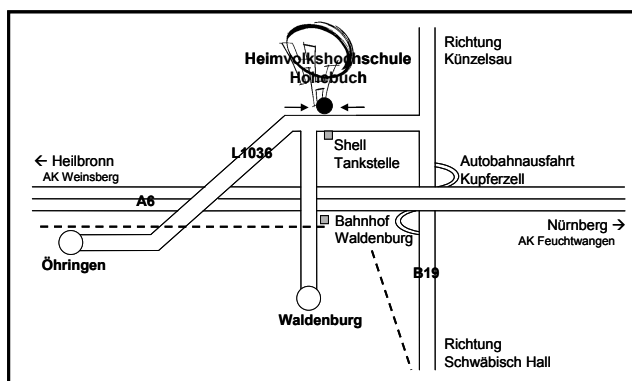 Richtung
Künzelsau
Heimvolkshochschule
Hohebuch
Shell
Tankstelle
L1036
← Heilbronn
AK Weinsberg
Autobahnausfahrt
Kupferzell
A6
Bahnhof
Waldenburg
Nürnberg →
AK Feuchtwangen
Öhringen
B19
Waldenburg
Richtung
Schwäbisch Hall